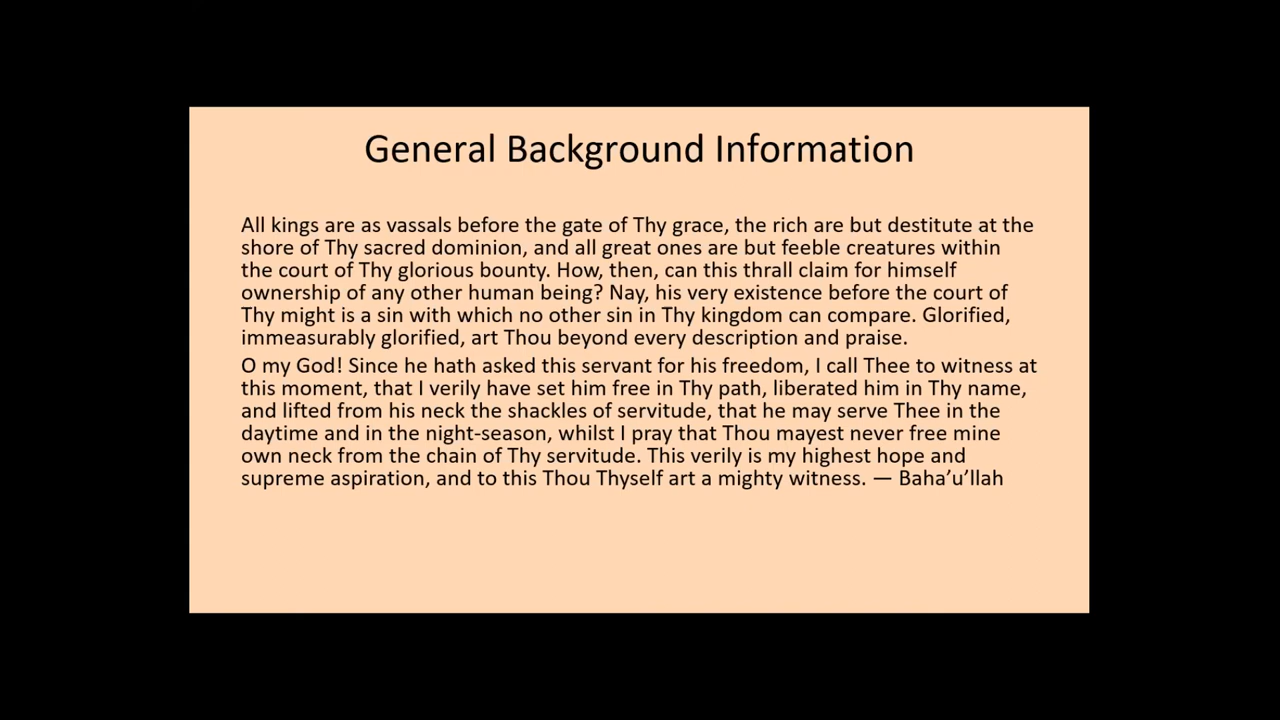 General Background Information
All kings are as vassals before the gate of Thy grace, the rich are but destitute at the
shore of Thy sacred dominion, and all great ones are but feeble creatures within
the court of Thy glorious bounty. How, then, can this thrall claim for himself
ownership of any other human being? Nay, his very existence before the court of
Thy might is a sin with which no other sin in Thy kingdom can compare. Glorified,
immeasurably glorified, art Thou beyond every description and praise.
O my God! Since he hath asked this servant for his freedom, I call Thee to witness at
this moment, that I verily have set him free in Thy path, liberated him in Thy name,
and lifted from his neck the shackles of servitude, that he may serve Thee in the
daytime and in the night-season, whilst I pray that Thou mayest never free mine
own neck from the chain of Thy servitude. This verily is my highest hope and
supreme aspiration, and to this Thou Thyself art a mighty witness. — Baha’u’llah